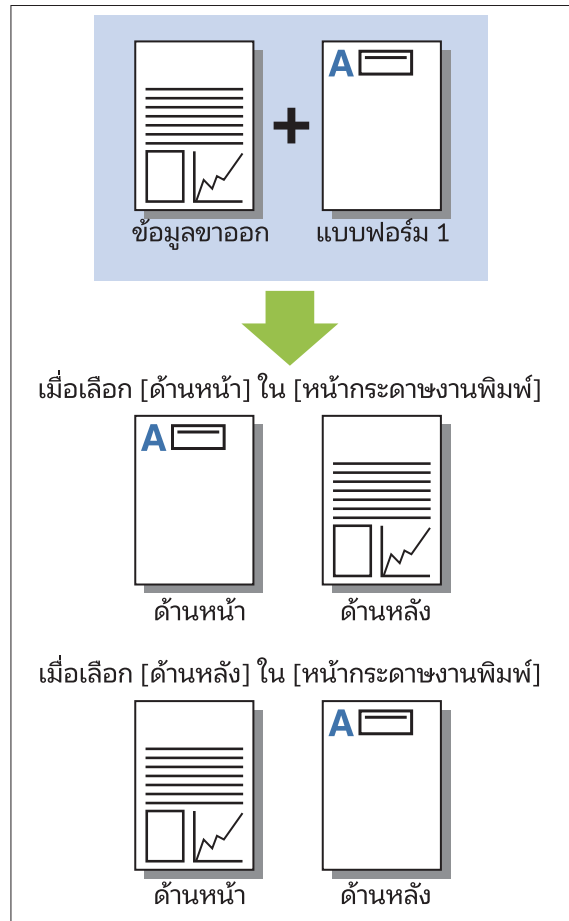 A
+
ข้อมูลขาออก แบบฟอร์ม 1
เมื่อเลือก [ด้านหน้า] ใน [หน้ากระดาษงานพิมพ์]
A
ด้านหน้า ด้านหลัง
เมื่อเลือก [ด้านหลัง] ใน [หน้ากระดาษงานพิมพ์]
A
ด้านหน้า ด้านหลัง